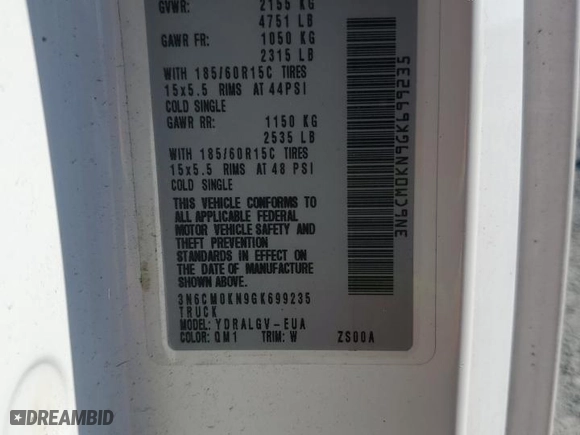 GVWR: 2155 KG
4751 LB
GAWR FR: 1050 KG
2315 LB
WITH 185/60R15C TIRES
15x5.5 RIMS AT 44PSI
COLD SINGLE
GAWR RR: 1150 KG
2535 LB
WITH 185/60R15C TIRES
15x5.5 RIMS AT 48 PSI
COLD SINGLE
THIS VEHICLE CONFORMS TO
ALL APPLICABLE FEDERAL
MOTOR VEHICLE SAFETY AND
THEFT PREVENTION
STANDARDS IN EFFECT ON
THE DATE OF MANUFACTURE
SHOWN ABOVE.
3N6CM0KN9GK699235
TRUCK
MODEL: YDRALGV-EUA
COLOR: QM1 TRIM: W ZS00A
3N6CM0KN9GK699235
DREAMBID